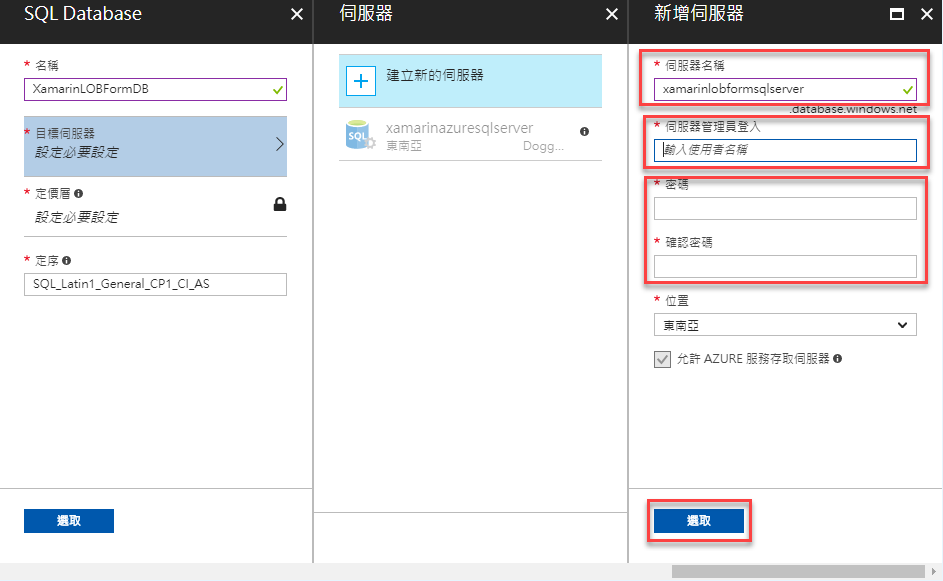 SQL Database
* 名稱
XamarinLOBFormDB
* 目標伺服器
設定必要設定
* 定價層
設定必要設定
* 定序
SQL_Latin1_General_CP1_CI_AS
選取
伺服器
建立新的伺服器
SQL
xamarinazuresqlserver
東南亞 Dogg...
新增伺服器
* 伺服器名稱
xamarinlobformsqlserver
.database.windows.net
* 伺服器管理員登入
輸入使用者名稱
* 密碼
* 確認密碼
* 位置
東南亞
允許 AZURE 服務存取伺服器
選取